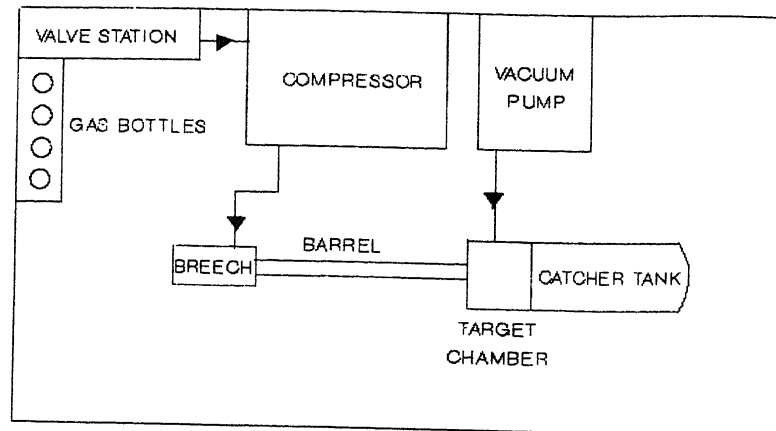 VALVE STATION
COMPRESSOR
VACUUM
PUMP
GAS BOTTLES
BARREL
BREECH
CATCHER TANK
TARGET
CHAMBER